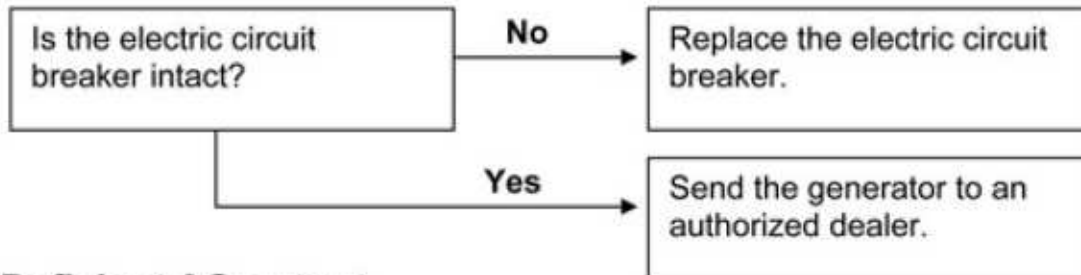 Is the electric circuit
breaker intact?
No
Replace the electric circuit
breaker.
Yes
Send the generator to an
authorized dealer.